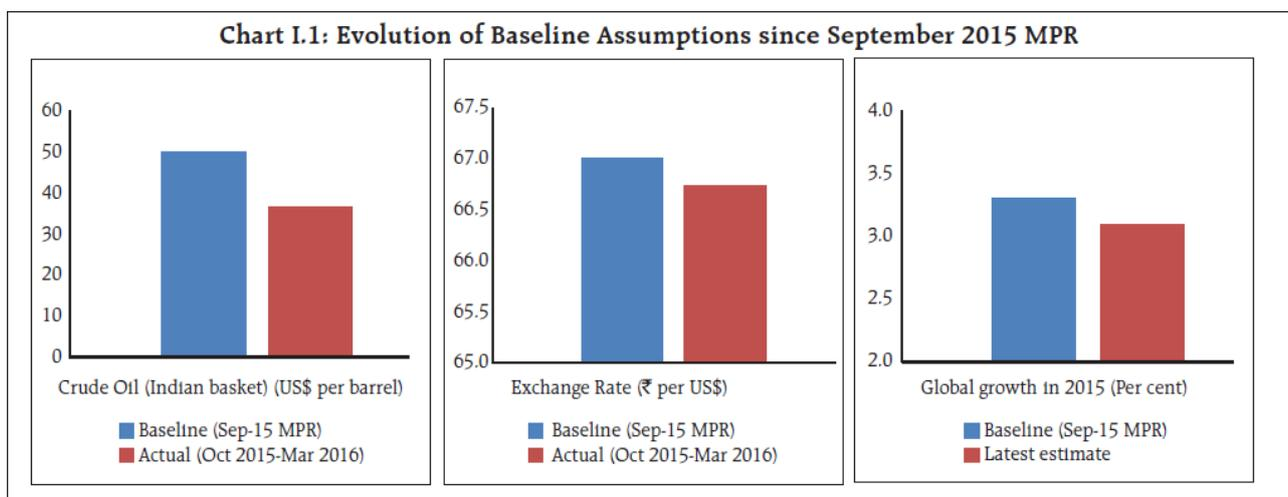 Chart I.1: Evolution of Baseline Assumptions since September 2015 MPR
60
50
40
30
20
10
0
Crude Oil (Indian basket) (US$ per barrel)
Baseline (Sep-15 MPR)
Actual (Oct 2015-Mar 2016)
67.5
67.0
66.5
66.0
65.5
65.0
Exchange Rate (₹ per US$)
Baseline (Sep-15 MPR)
Actual (Oct 2015-Mar 2016)
4.0
3.5
3.0
2.5
2.0
Global growth in 2015 (Per cent)
Baseline (Sep-15 MPR)
Latest estimate